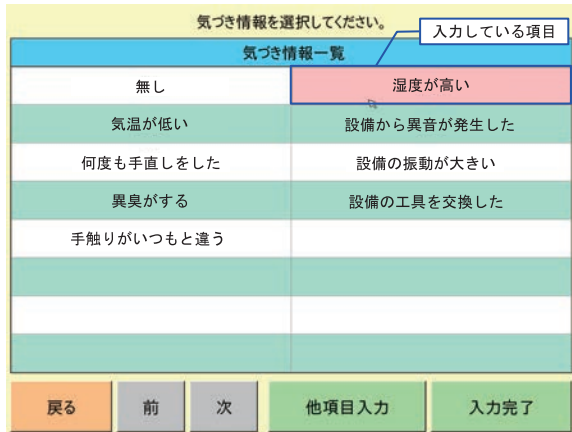 気づき情報を選択してください。
入力している項目
気づき情報一覧
無し
湿度が高い
気温が低い
設備から異音が発生した
何度も手直しをした
設備の振動が大きい
異臭がする
設備の工具を交換した
手触りがいつもと違う
戻る
前
次
他項目入力
入力完了